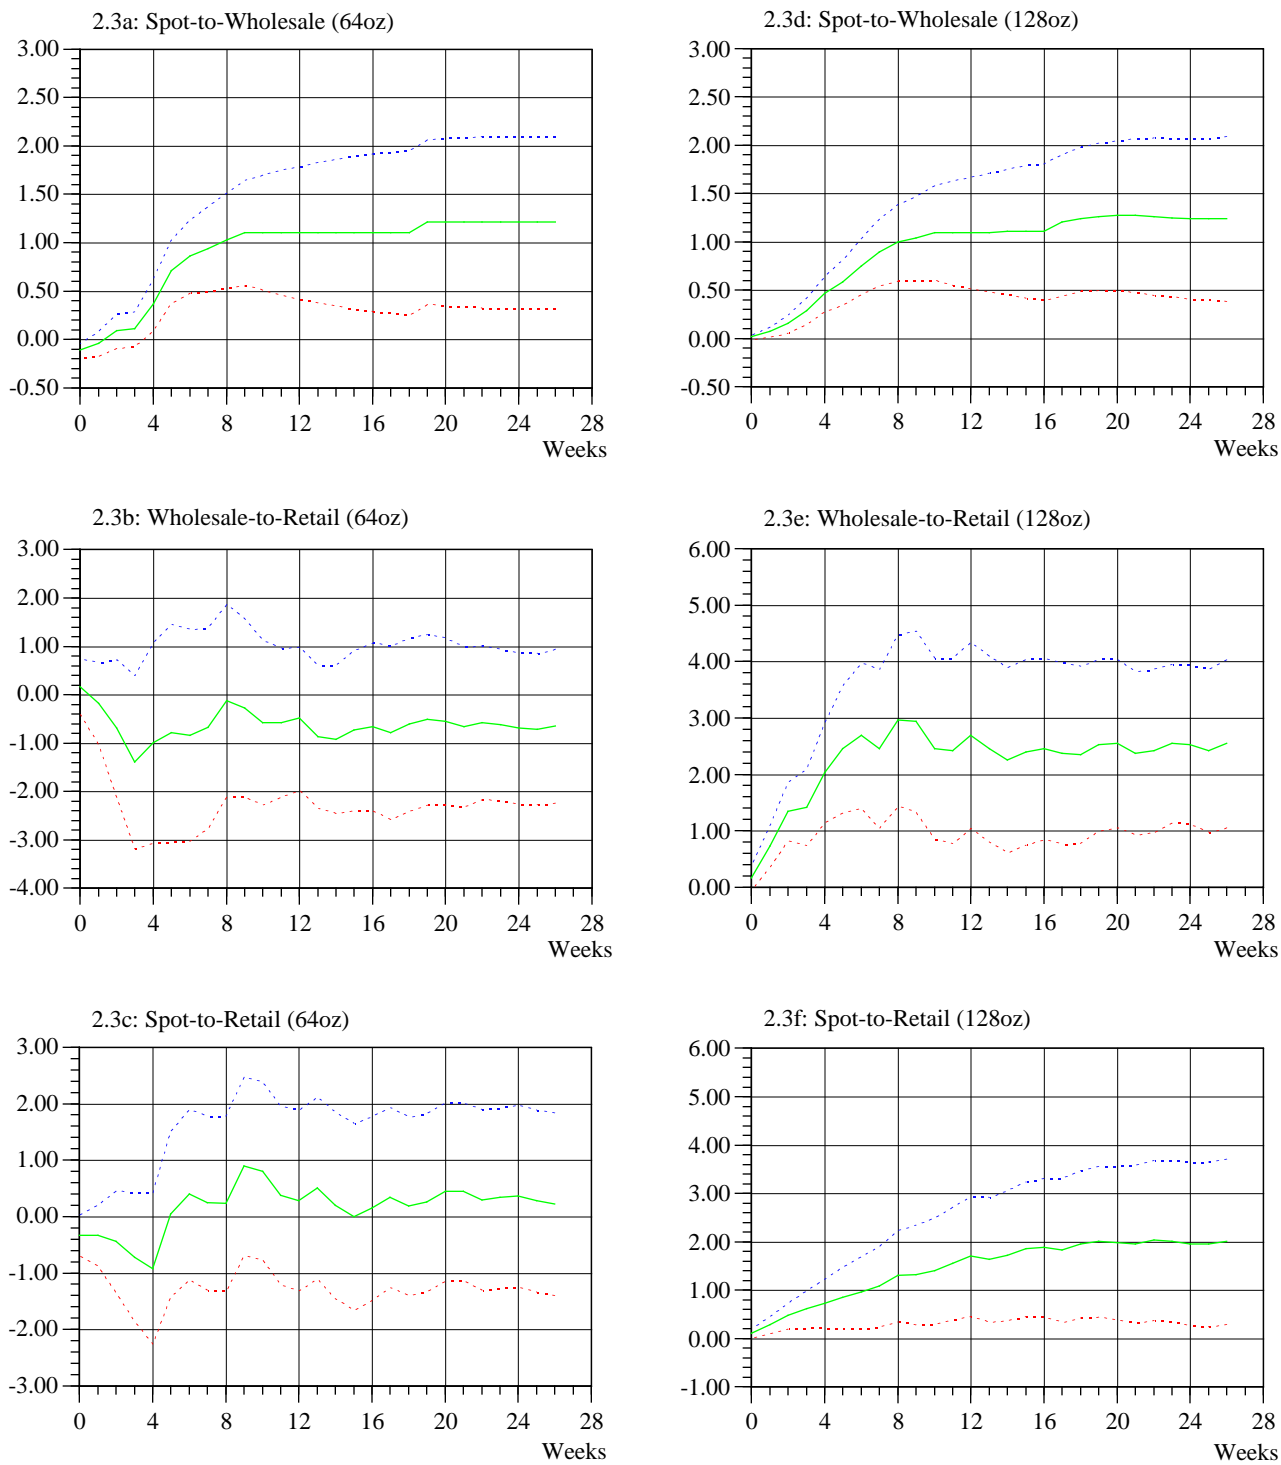 2.3a: Spot-to-Wholesale (64oz)
3.00
2.50
2.00
1.50
1.00
0.50
0.00
-0.50
0 4 8 12 16 20 24 28
Weeks
2.3d: Spot-to-Wholesale (128oz)
3.00
2.50
2.00
1.50
1.00
0.50
0.00
-0.50
0 4 8 12 16 20 24 28
Weeks
2.3b: Wholesale-to-Retail (64oz)
3.00
2.00
1.00
0.00
-1.00
-2.00
-3.00
-4.00
0 4 8 12 16 20 24 28
Weeks
2.3e: Wholesale-to-Retail (128oz)
6.00
5.00
4.00
3.00
2.00
1.00
0.00
0 4 8 12 16 20 24 28
Weeks
2.3c: Spot-to-Retail (64oz)
3.00
2.00
1.00
0.00
-1.00
-2.00
-3.00
0 4 8 12 16 20 24 28
Weeks
2.3f: Spot-to-Retail (128oz)
6.00
5.00
4.00
3.00
2.00
1.00
0.00
-1.00
0 4 8 12 16 20 24 28
Weeks